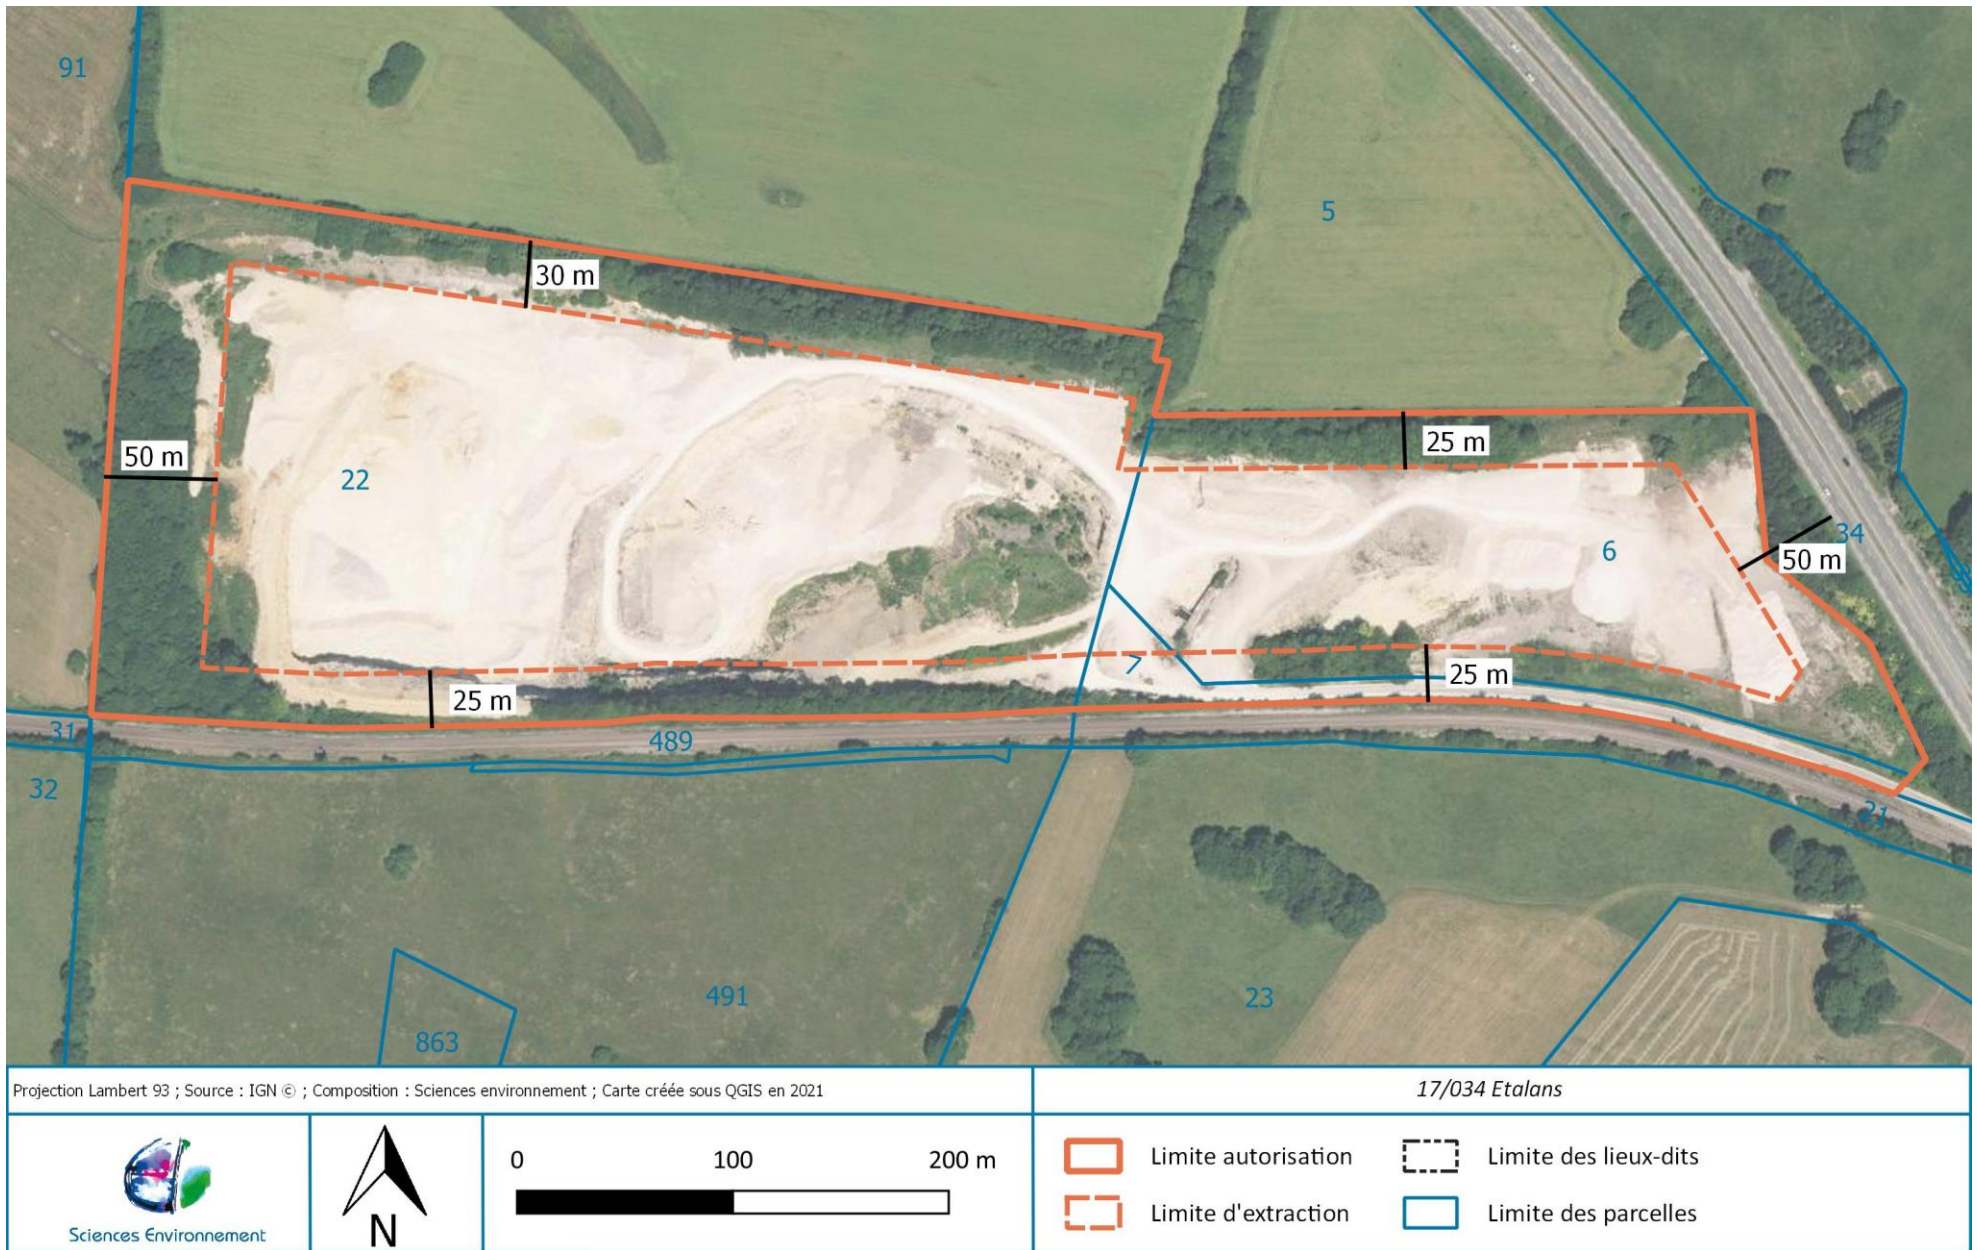 91
5
30 m
25 m
50 m
22
34
6
50 m
7
25 m
25 m
31
489
32
21
491
23
863
Projection Lambert 93 ; Source : IGN © ; Composition : Sciences environnement ; Carte créée sous QGIS en 2021
17/034 Etalans
0 100 200 m
Limite autorisation
Limite des lieux-dits
Limite d'extraction
Limite des parcelles
N
Sciences Environnement